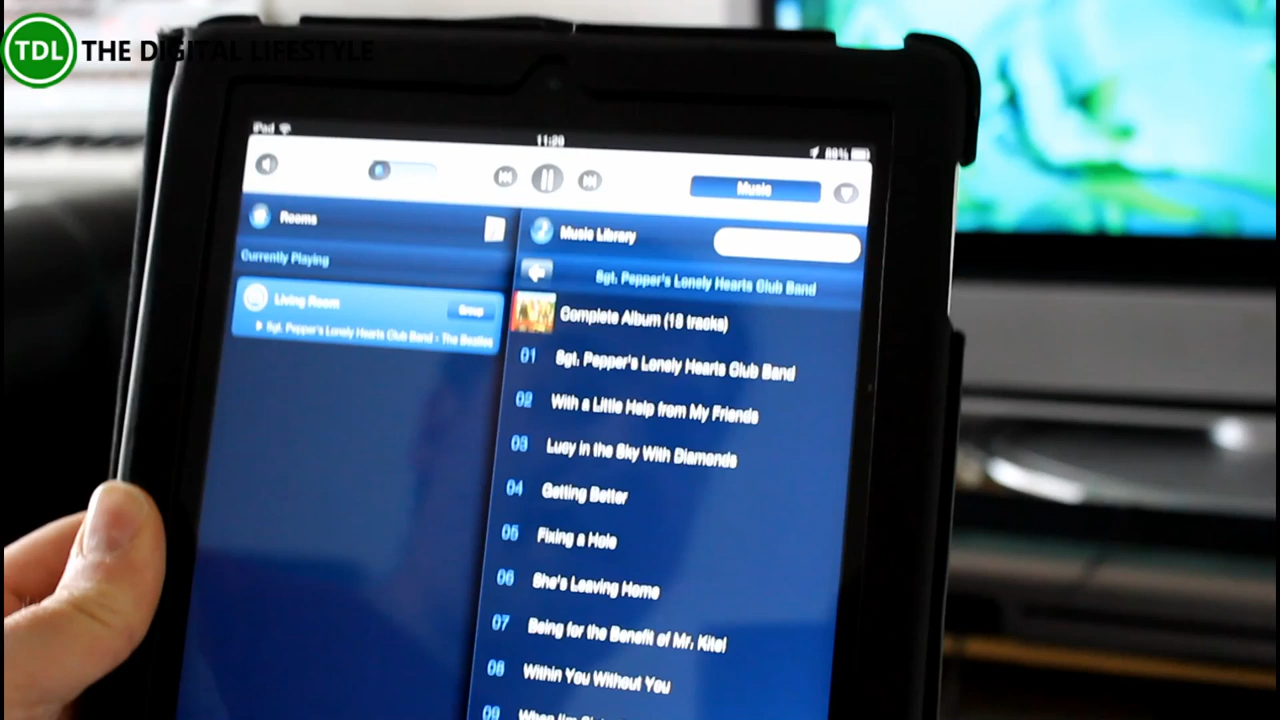 TDL THE DIGITAL LIFESTYLE
iPad
11:20
88%
Music
Rooms
Currently Playing
Living Room
Group
Sgt. Pepper's Lonely Hearts Club Band - The Beatles
Music Library
Sgt. Pepper's Lonely Hearts Club Band
Complete Album (18 tracks)
01 Sgt. Pepper's Lonely Hearts Club Band
02 With a Little Help from My Friends
03 Lucy in the Sky With Diamonds
04 Getting Better
05 Fixing a Hole
06 She's Leaving Home
07 Being for the Benefit of Mr. Kite!
08 Within You Without You
09 When I'm